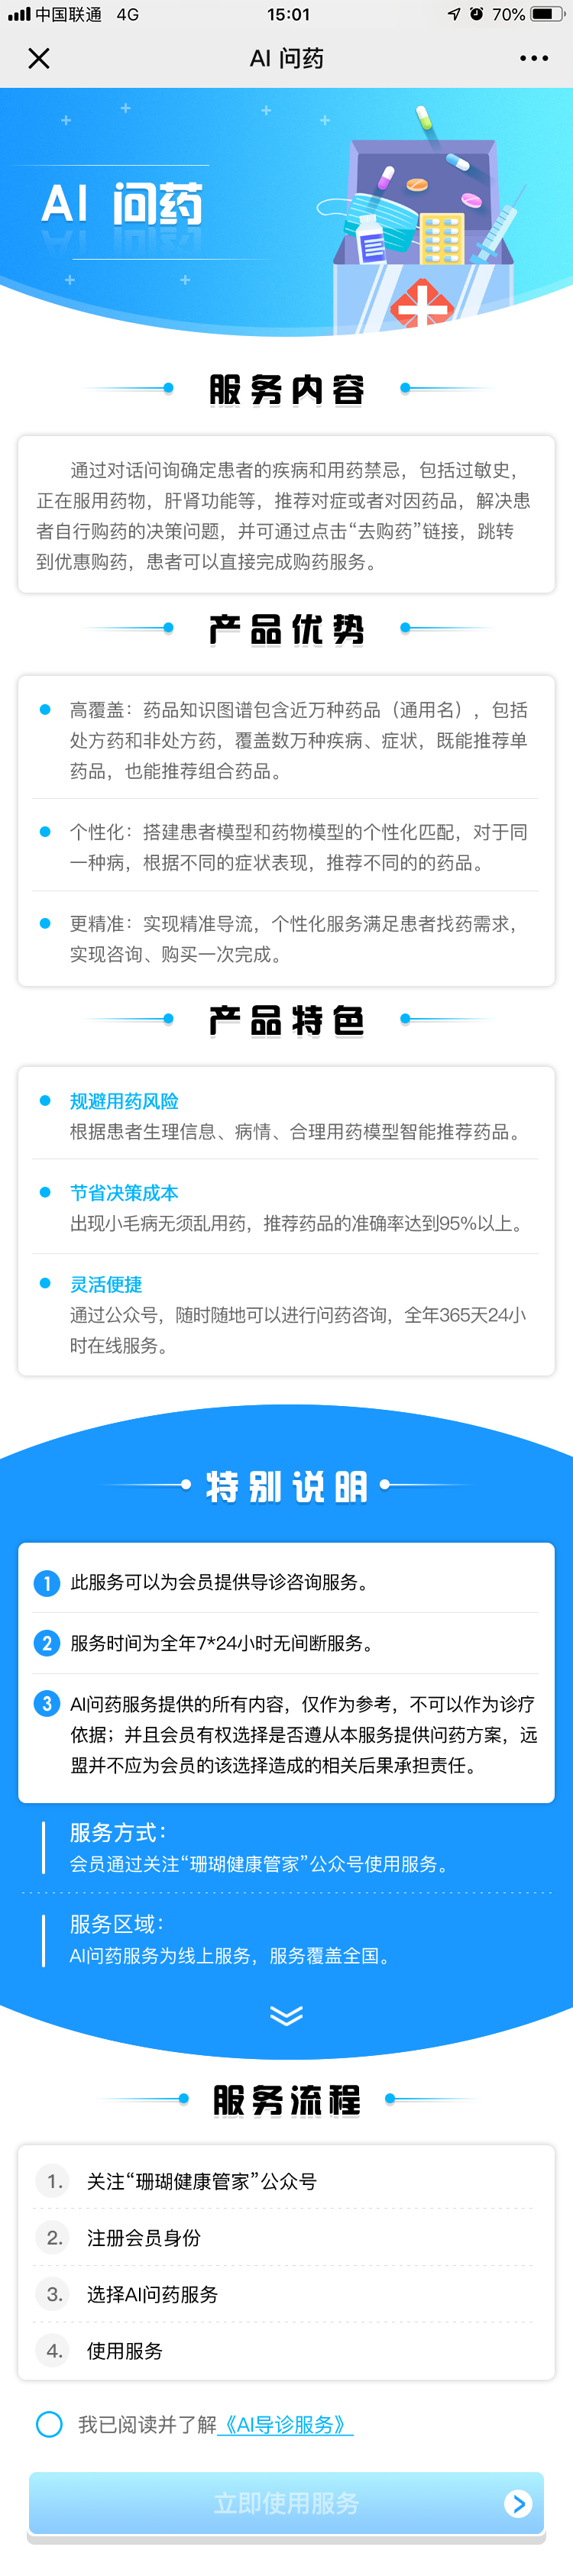 中国联通 4G 15:01 70%
AI 问药
AI 问药
服务内容
通过对话问询确定患者的疾病和用药禁忌，包括过敏史，
正在服用药物，肝肾功能等，推荐对症或者对因药品，解决患
者自行购药的决策问题，并可通过点击“去购药”链接，跳转
到优惠购药，患者可以直接完成购药服务。
产品优势
高覆盖：药品知识图谱包含近万种药品（通用名），包括
处方药和非处方药，覆盖数万种疾病、症状，既能推荐单
药品，也能推荐组合药品。
个性化：搭建患者模型和药物模型的个性化匹配，对于同
一种病，根据不同的症状表现，推荐不同的的药品。
更精准：实现精准导流，个性化服务满足患者找药需求，
实现咨询、购买一次完成。
产品特色
规避用药风险
根据患者生理信息、病情、合理用药模型智能推荐药品。
节省决策成本
出现小毛病无须乱用药，推荐药品的准确率达到95%以上。
灵活便捷
通过公众号，随时随地可以进行问药咨询，全年365天24小
时在线服务。
特别说明
1 此服务可以为会员提供导诊咨询服务。
2 服务时间为全年7*24小时无间断服务。
3 AI问药服务提供的所有内容，仅作为参考，不可以作为诊疗
依据；并且会员有权选择是否遵从本服务提供问药方案，远
盟并不应为会员的该选择造成的相关后果承担责任。
服务方式：
会员通过关注“珊瑚健康管家”公众号使用服务。
服务区域：
AI问药服务为线上服务，服务覆盖全国。
服务流程
1. 关注“珊瑚健康管家”公众号
2. 注册会员身份
3. 选择AI问药服务
4. 使用服务
我已阅读并了解《AI导诊服务》
立即使用服务